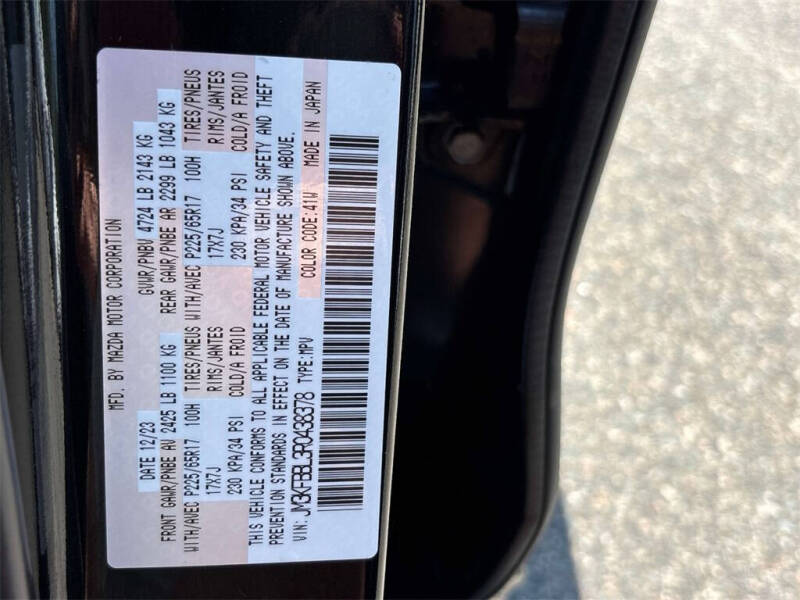 MFD. BY MAZDA MOTOR CORPORATION
DATE 12/23 GVWR/PNBV 4724 LB 2143 KG
FRONT GAWR/PNBE AV 2425 LB 1100 KG REAR GAWR/PNBE AR 2299 LB 1043 KG
WITH/AVEC P225/65R17 100H TIRES/PNEUS WITH/AVEC P225/65R17 100H TIRES/PNEUS
17X7J RIMS/JANTES 17X7J RIMS/JANTES
230 KPA/34 PSI COLD/A FROID 230 KPA/34 PSI COLD/A FROID
THIS VEHICLE CONFORMS TO ALL APPLICABLE FEDERAL MOTOR VEHICLE SAFETY AND THEFT
PREVENTION STANDARDS IN EFFECT ON THE DATE OF MANUFACTURE SHOWN ABOVE.
VIN: JM3KFBBL3R0438378 TYPE:MPV COLOR CODE:41W MADE IN JAPAN